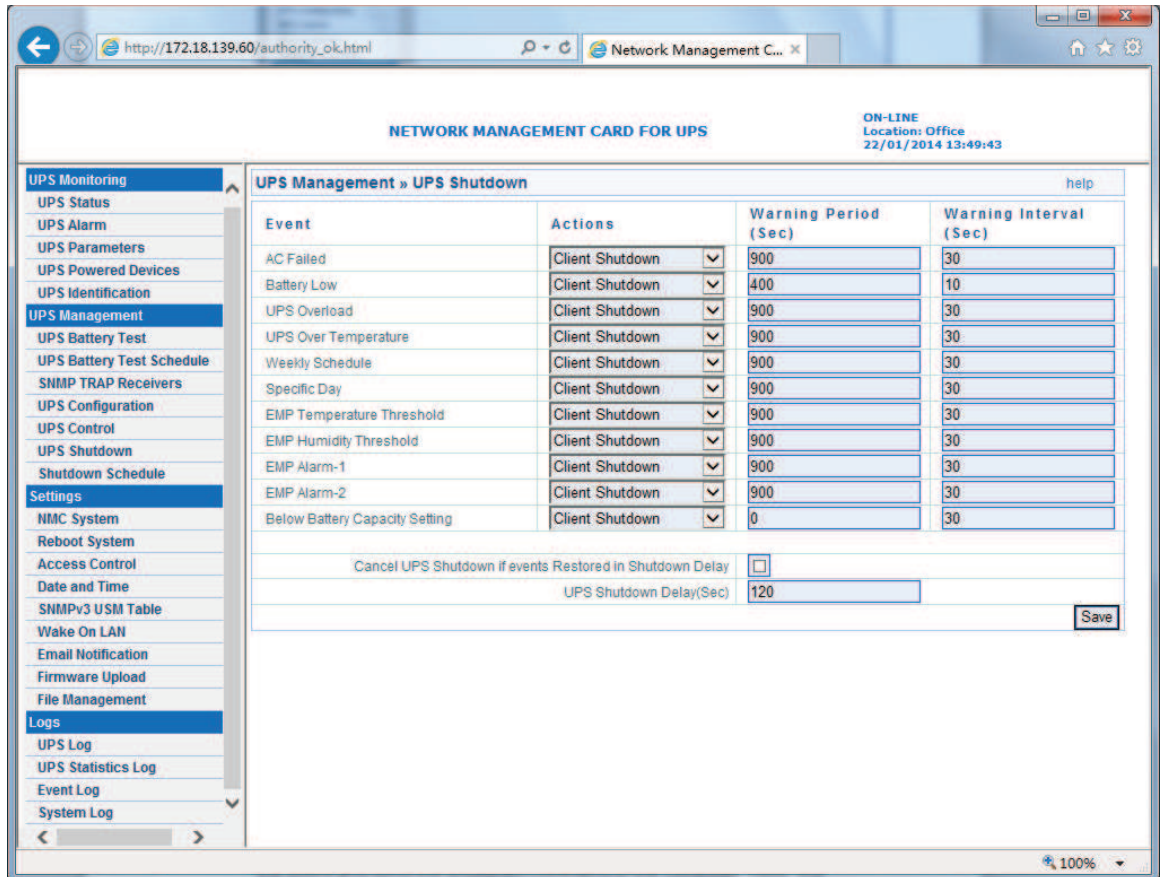 http://172.18.139.60/authority_ok.html
Network Management C...
NETWORK MANAGEMENT CARD FOR UPS
ON-LINE
Location: Office
22/01/2014 13:49:43
UPS Monitoring
UPS Status
UPS Alarm
UPS Parameters
UPS Powered Devices
UPS Identification
UPS Management
UPS Battery Test
UPS Battery Test Schedule
SNMP TRAP Receivers
UPS Configuration
UPS Control
UPS Shutdown
Shutdown Schedule
Settings
NMC System
Reboot System
Access Control
Date and Time
SNMPv3 USM Table
Wake On LAN
Email Notification
Firmware Upload
File Management
Logs
UPS Log
UPS Statistics Log
Event Log
System Log
UPS Management » UPS Shutdown help
Event Actions Warning Period (Sec) Warning Interval (Sec)
AC Failed Client Shutdown 900 30
Battery Low Client Shutdown 400 10
UPS Overload Client Shutdown 900 30
UPS Over Temperature Client Shutdown 900 30
Weekly Schedule Client Shutdown 900 30
Specific Day Client Shutdown 900 30
EMP Temperature Threshold Client Shutdown 900 30
EMP Humidity Threshold Client Shutdown 900 30
EMP Alarm-1 Client Shutdown 900 30
EMP Alarm-2 Client Shutdown 900 30
Below Battery Capacity Setting Client Shutdown 0 30
Cancel UPS Shutdown if events Restored in Shutdown Delay
UPS Shutdown Delay(Sec) 120
Save
100%